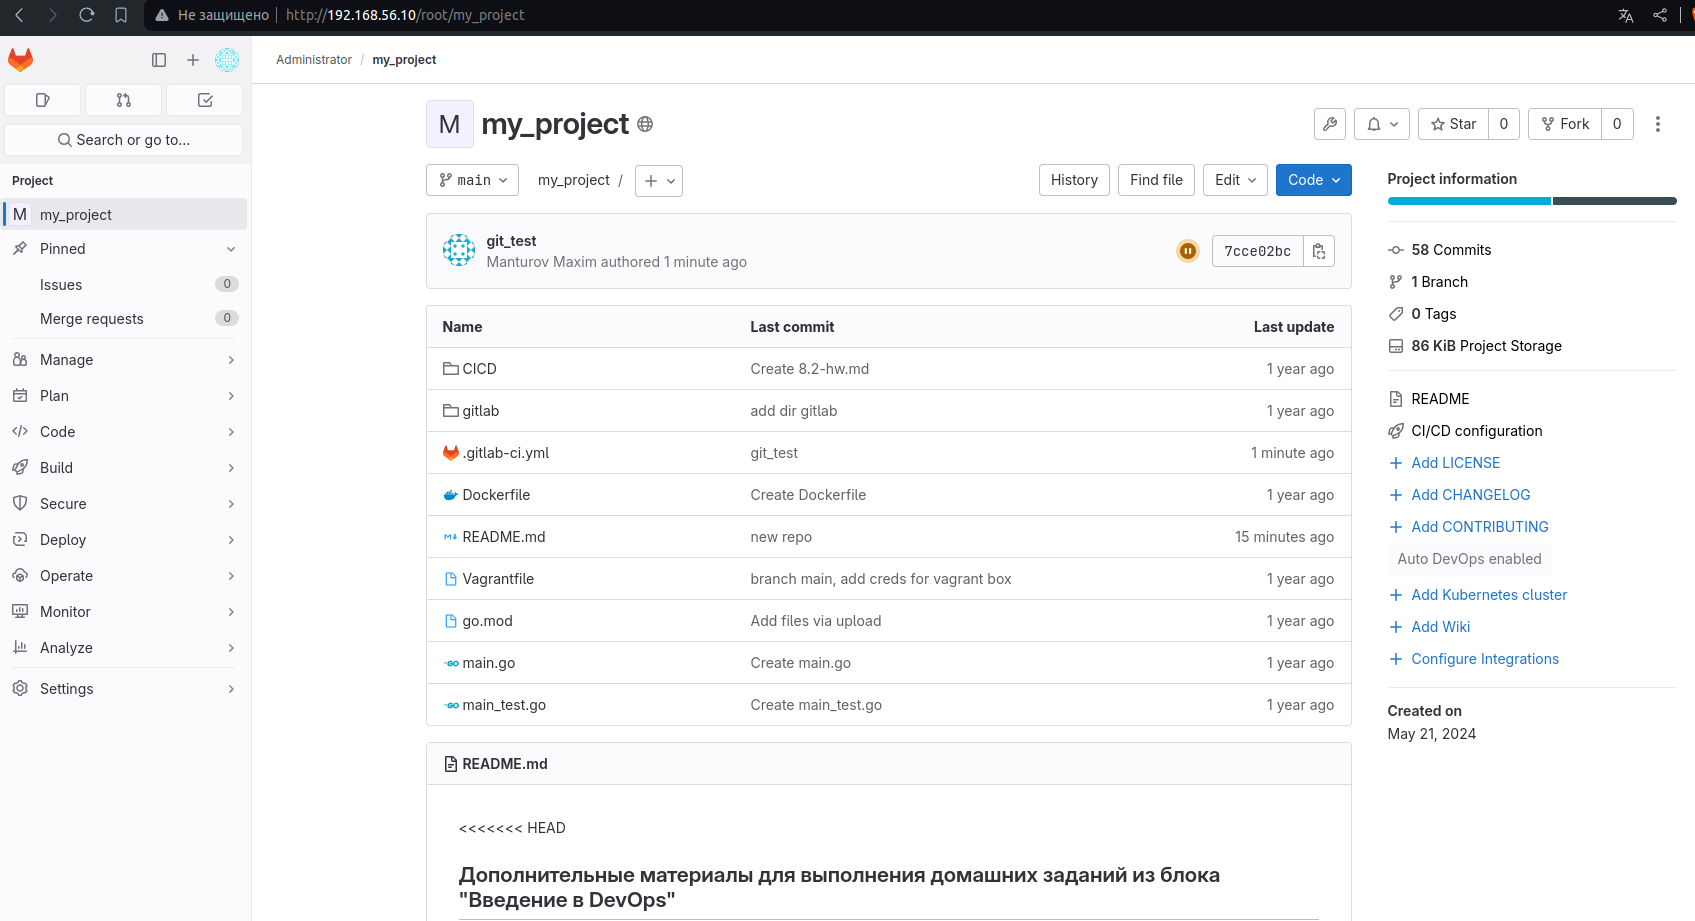 Не защищено http://192.168.56.10/root/my_project
Administrator / my_project
Search or go to...
Project
M my_project
Pinned
Issues 0
Merge requests 0
Manage
Plan
Code
Build
Secure
Deploy
Operate
Monitor
Analyze
Settings
M my_project
Star 0 Fork 0
main my_project / History Find file Edit Code
git_test
Manturov Maxim authored 1 minute ago
7cce02bc
Name Last commit Last update
CICD Create 8.2-hw.md 1 year ago
gitlab add dir gitlab 1 year ago
.gitlab-ci.yml git_test 1 minute ago
Dockerfile Create Dockerfile 1 year ago
README.md new repo 15 minutes ago
Vagrantfile branch main, add creds for vagrant box 1 year ago
go.mod Add files via upload 1 year ago
main.go Create main.go 1 year ago
main_test.go Create main_test.go 1 year ago
README.md
<<<<<<< HEAD
Дополнительные материалы для выполнения домашних заданий из блока
"Введение в DevOps"
Project information
58 Commits
1 Branch
0 Tags
86 KiB Project Storage
README
CI/CD configuration
Add LICENSE
Add CHANGELOG
Add CONTRIBUTING
Auto DevOps enabled
Add Kubernetes cluster
Add Wiki
Configure Integrations
Created on
May 21, 2024